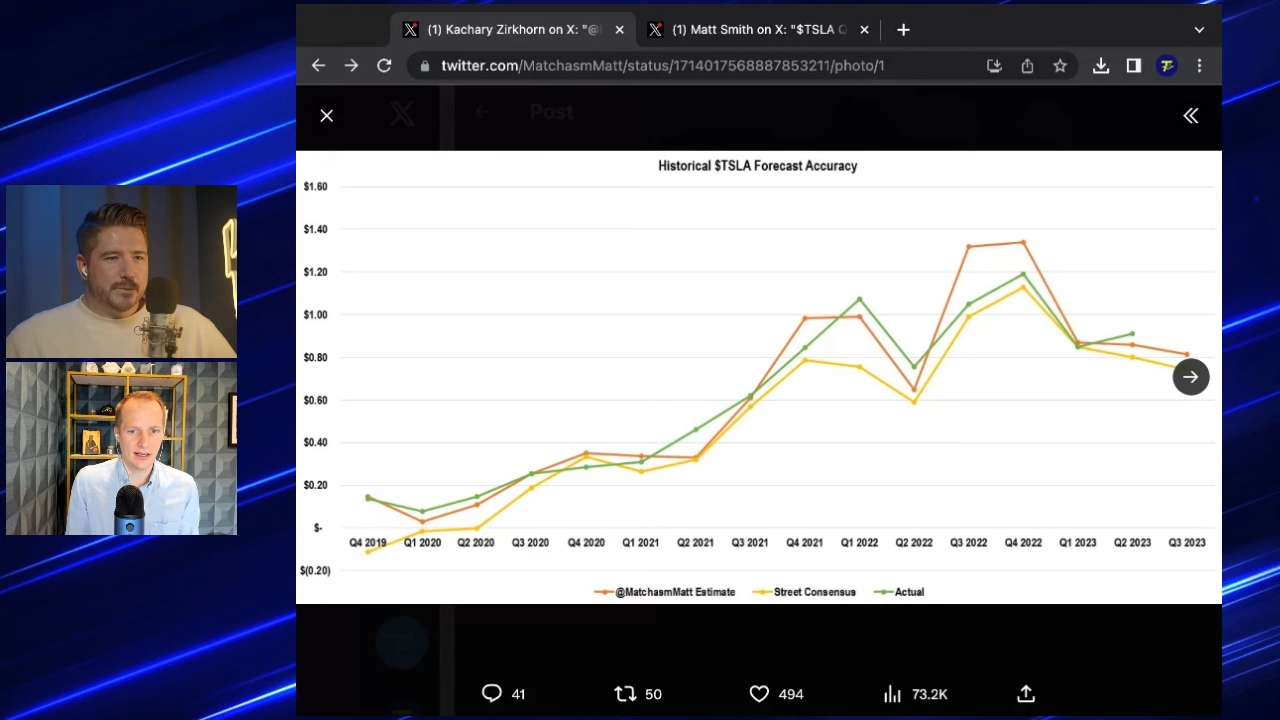 (1) Kachary Zirkhorn on X: "@
(1) Matt Smith on X: "$TSLA Q
twitter.com/MatchasmMatt/status/1714017568887853211/photo/1
Post
Historical $TSLA Forecast Accuracy
$1.60
$1.40
$1.20
$1.00
$0.80
$0.60
$0.40
$0.20
$-
$(0.20)
Q4 2019 Q1 2020 Q2 2020 Q3 2020 Q4 2020 Q1 2021 Q2 2021 Q3 2021 Q4 2021 Q1 2022 Q2 2022 Q3 2022 Q4 2022 Q1 2023 Q2 2023 Q3 2023
@MatchasmMatt Estimate Street Consensus Actual
41 50 494 73.2K